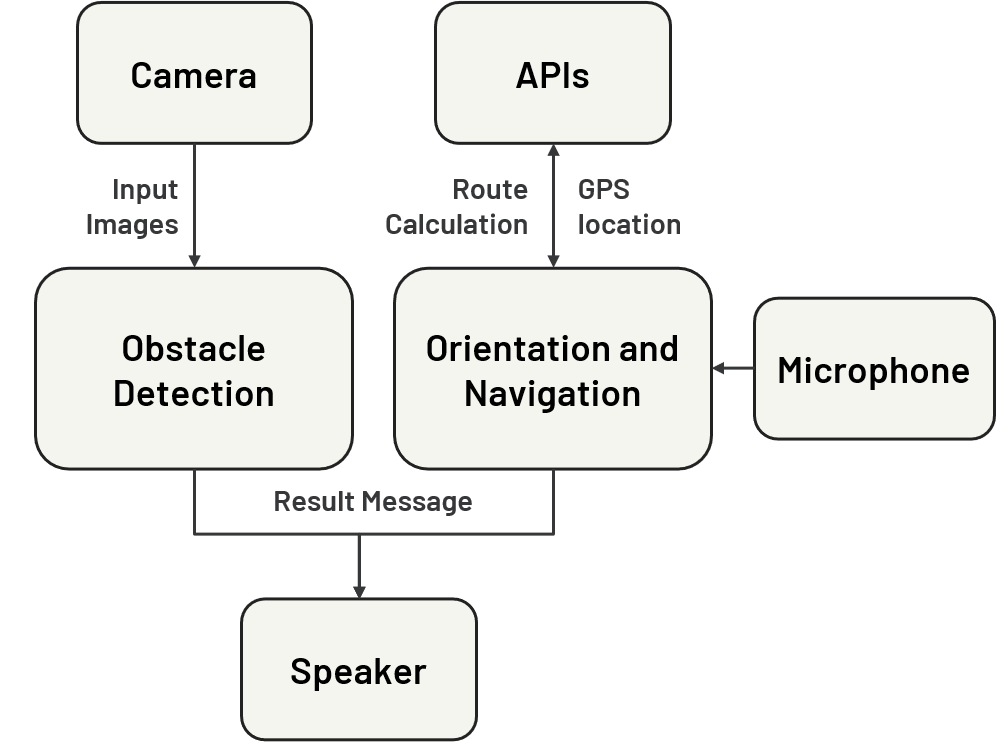 Camera
APIs
Input
Images
Route
Calculation
GPS
location
Obstacle
Detection
Orientation and
Navigation
Microphone
Result Message
Speaker